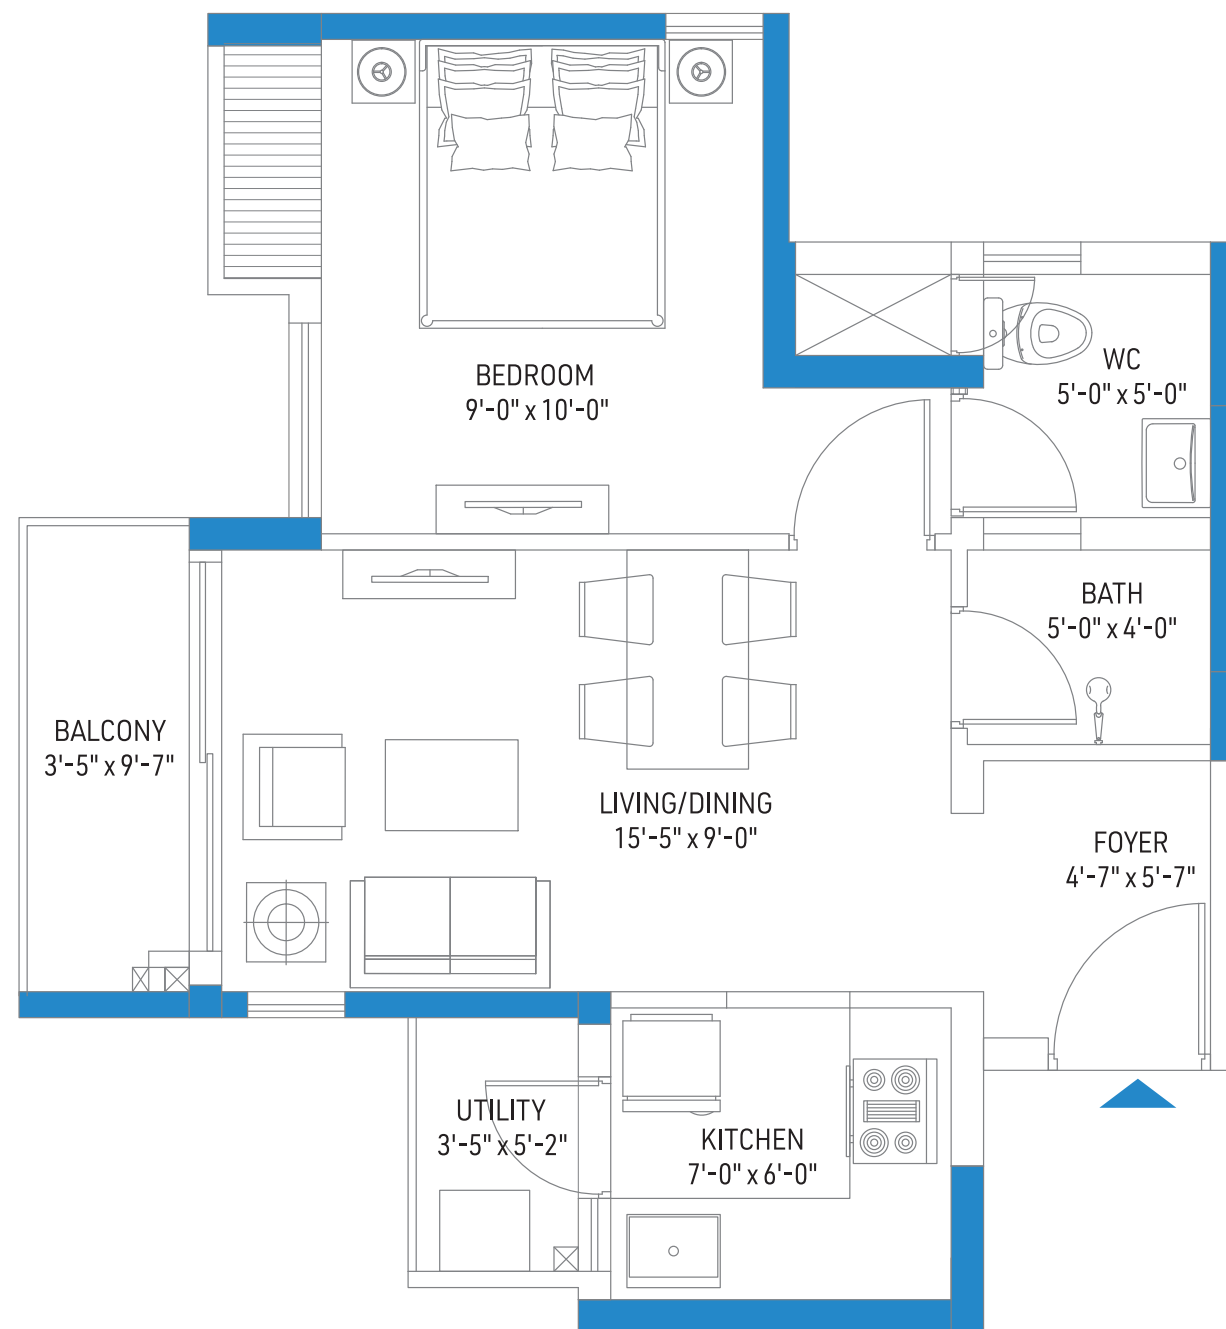 BEDROOM
9'-0" x 10'-0"
WC
5'-0" x 5'-0"
BATH
5'-0" x 4'-0"
BALCONY
3'-5" x 9'-7"
LIVING/DINING
15'-5" x 9'-0"
FOYER
4'-7" x 5'-7"
UTILITY
3'-5" x 5'-2"
KITCHEN
7'-0" x 6'-0"